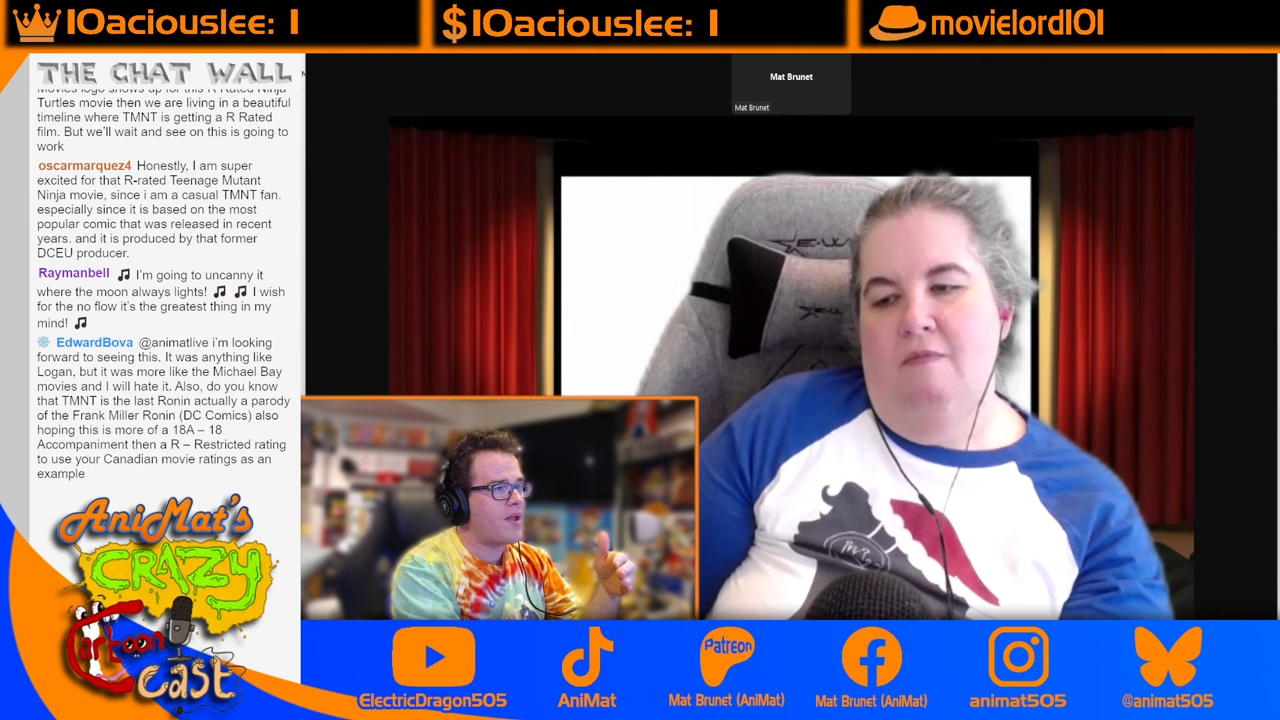 10aciouslee: 1
$10aciouslee: 1
movielord101
THE CHAT WALL
Movies logo shows up for this R Rated Ninja
Turtles movie then we are living in a beautiful
timeline where TMNT is getting a R Rated
film. But we'll wait and see on this is going to
work
oscarmarquez4 Honestly, I am super
excited for that R-rated Teenage Mutant
Ninja movie, since i am a casual TMNT fan.
especially since it is based on the most
popular comic that was released in recent
years. and it is produced by that former
DCEU producer.
Raymanbell 🎵 I'm going to uncanny it
where the moon always lights! 🎵 🎵 I wish
for the no flow it's the greatest thing in my
mind! 🎵
EdwardBova @animatlive i'm looking
forward to seeing this. It was anything like
Logan, but it was more like the Michael Bay
movies and I will hate it. Also, do you know
that TMNT is the last Ronin actually a parody
of the Frank Miller Ronin (DC Comics) also
hoping this is more of a 18A – 18
Accompaniment then a R – Restricted rating
to use your Canadian movie ratings as an
example
AniMat's
CRAZY
Cartoon
Cast
Mat Brunet
Mat Brunet
Patreon
ElectricDragon505
AniMat
Mat Brunet (AniMat)
Mat Brunet (AniMat)
animat505
@animat505